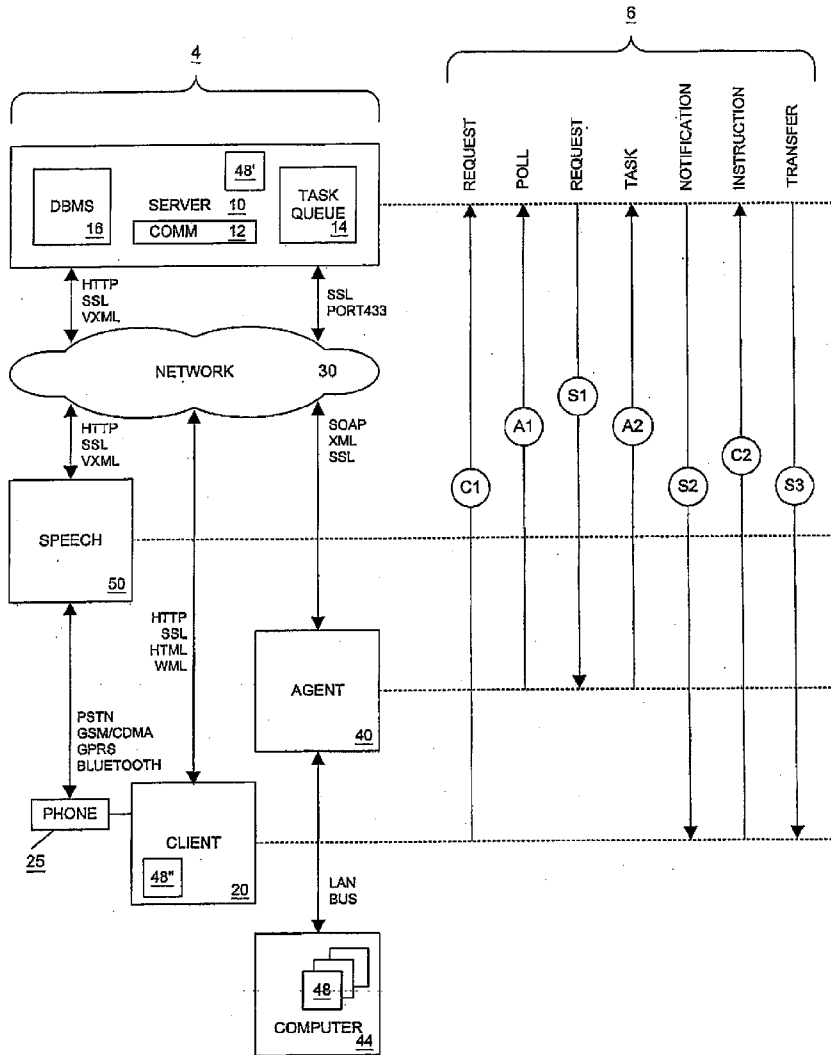 4
6
REQUEST
POLL
REQUEST
TASK
NOTIFICATION
INSTRUCTION
TRANSFER
48'
DBMS
16
SERVER 10
COMM 12
TASK
QUEUE
14
HTTP
SSL
VXML
SSL
PORT433
NETWORK 30
HTTP
SSL
VXML
SOAP
XML
SSL
C1
A1
S1
A2
S2
C2
S3
SPEECH
50
HTTP
SSL
HTML
WML
AGENT
40
PSTN
GSM/CDMA
GPRS
BLUETOOTH
PHONE
25
CLIENT
48"
20
LAN
BUS
48
COMPUTER
44